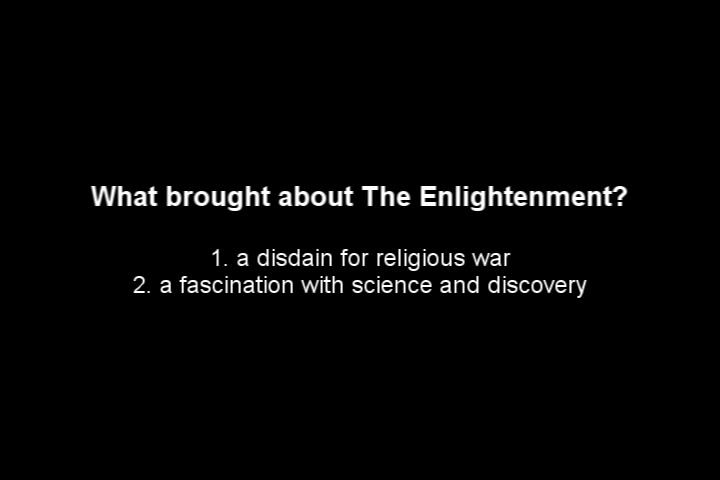 What brought about The Enlightenment?
1. a disdain for religious war
2. a fascination with science and discovery